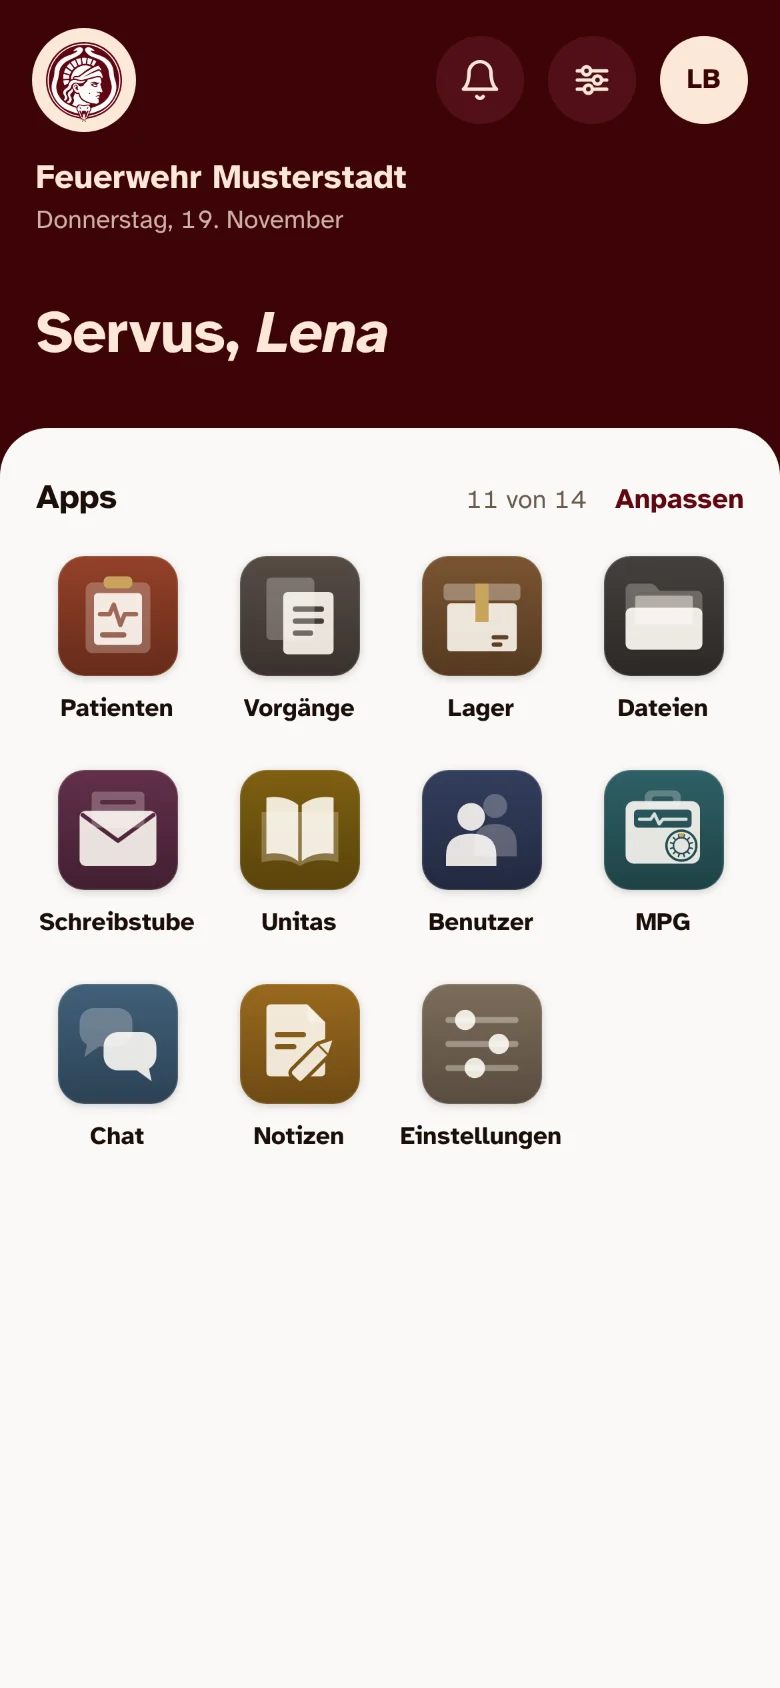 LB
Feuerwehr Musterstadt
Donnerstag, 19. November
Servus, Lena
Apps 11 von 14 Anpassen
Patienten Vorgänge Lager Dateien
Schreibstube Unitas Benutzer MPG
Chat Notizen Einstellungen